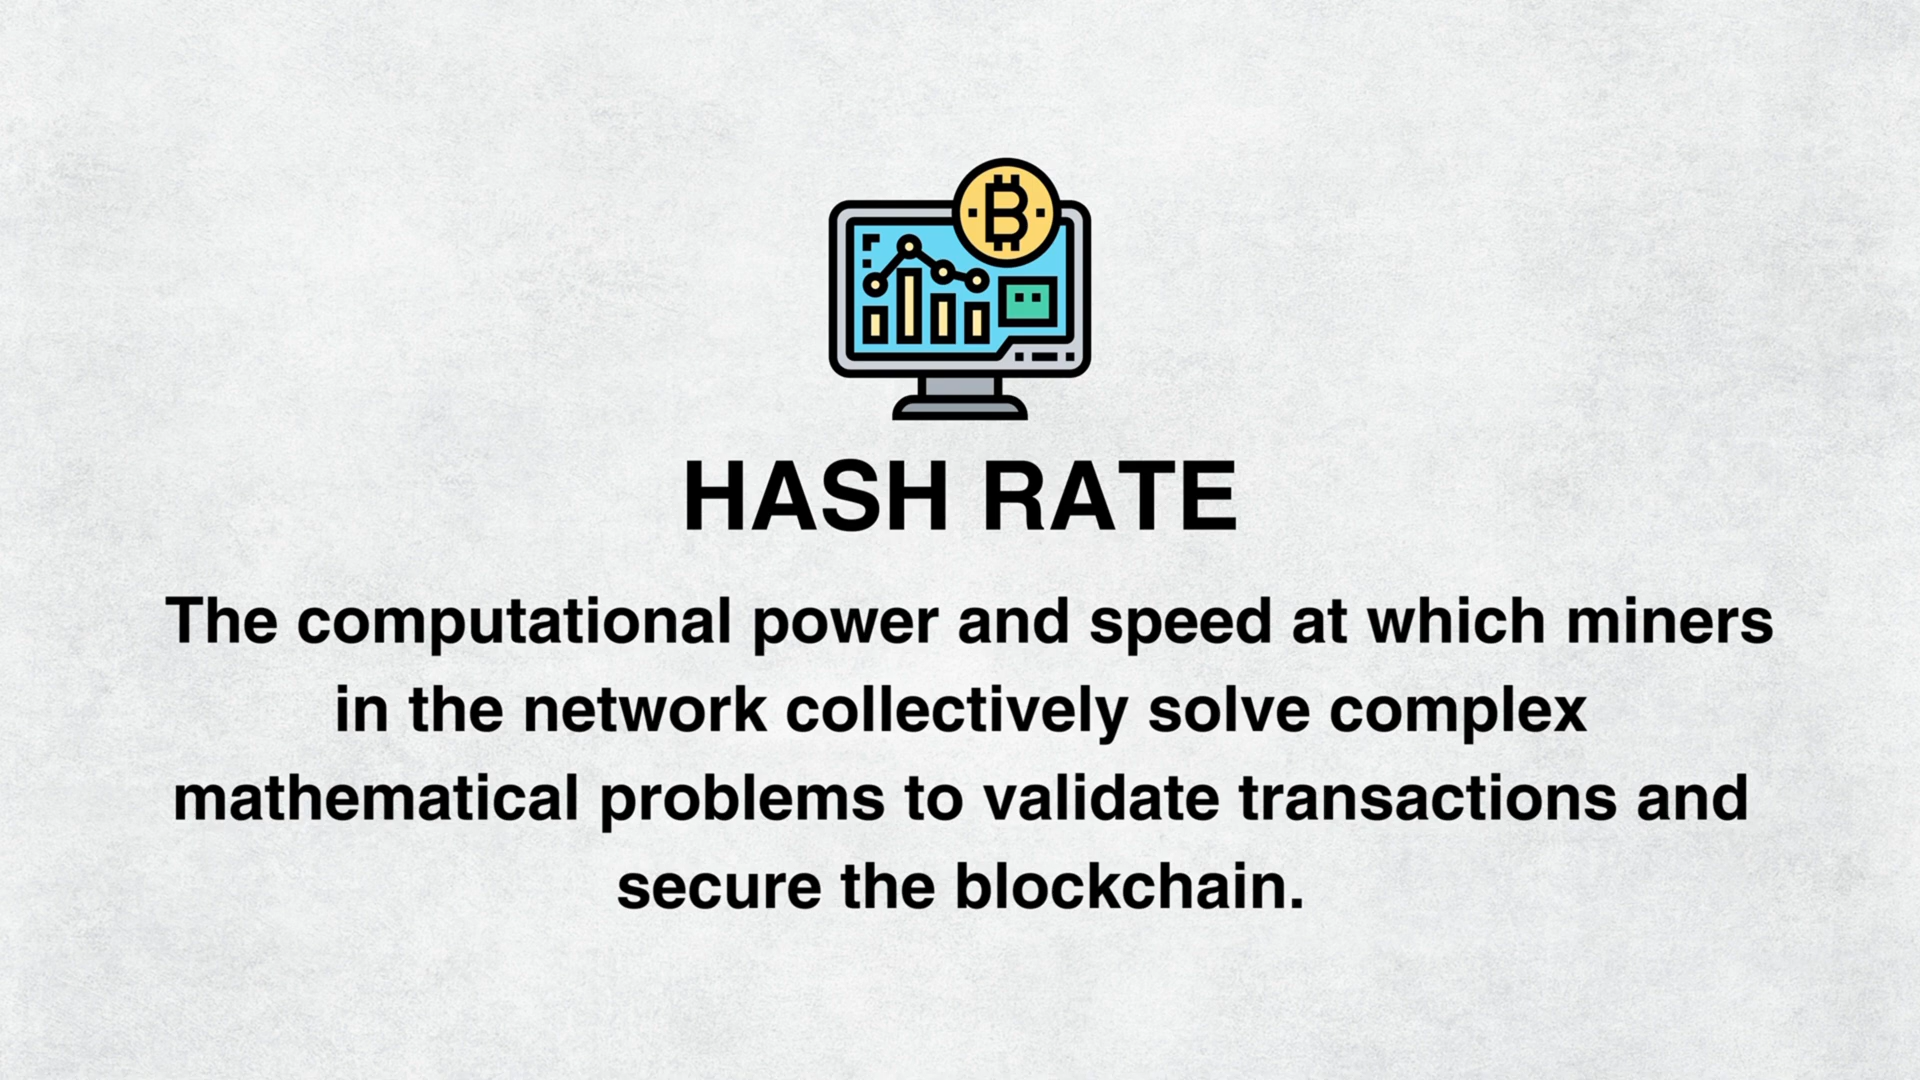 HASH RATE
The computational power and speed at which miners
in the network collectively solve complex
mathematical problems to validate transactions and
secure the blockchain.